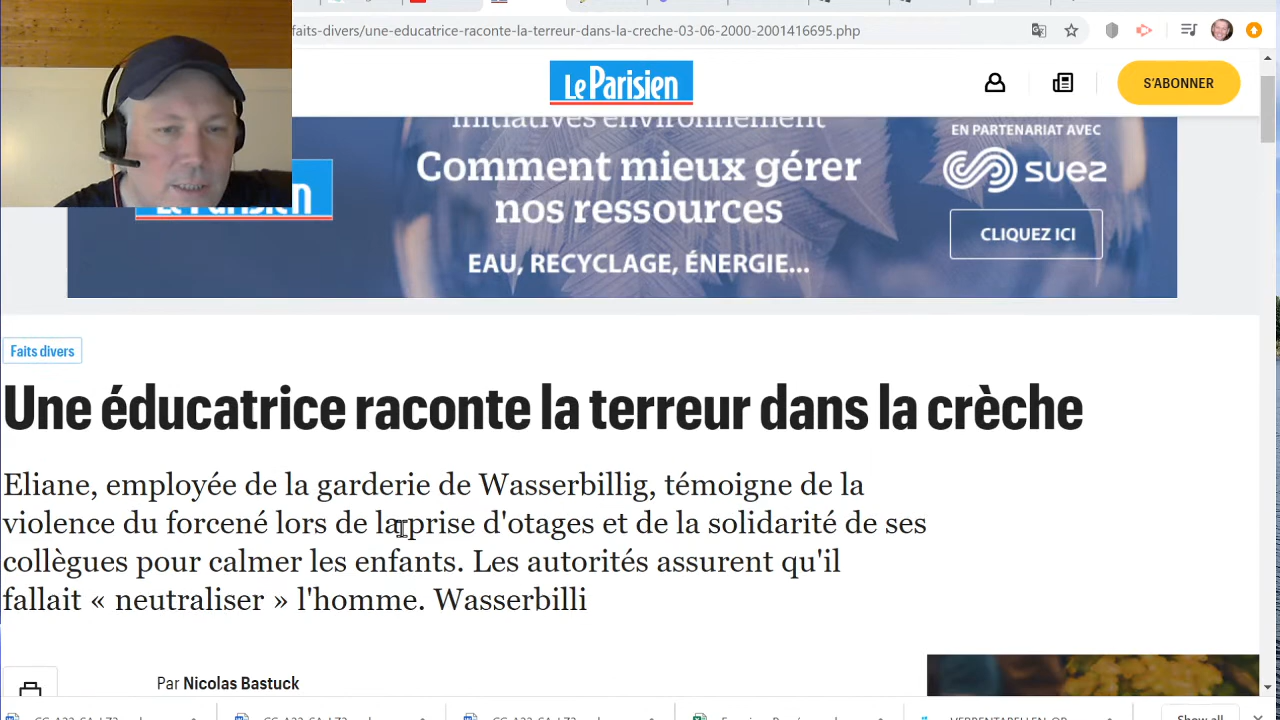 faits-divers/une-educatrice-raconte-la-terreur-dans-la-creche-03-06-2000-2001416695.php
Le Parisien
S'ABONNER
initiatives environnement
Comment mieux gérer
nos ressources
EAU, RECYCLAGE, ÉNERGIE...
EN PARTENARIAT AVEC
suez
CLIQUEZ ICI
Faits divers
Une éducatrice raconte la terreur dans la crèche
Eliane, employée de la garderie de Wasserbillig, témoigne de la
violence du forcené lors de la prise d'otages et de la solidarité de ses
collègues pour calmer les enfants. Les autorités assurent qu'il
fallait « neutraliser » l'homme. Wasserbilli
Par Nicolas Bastuck
Show all